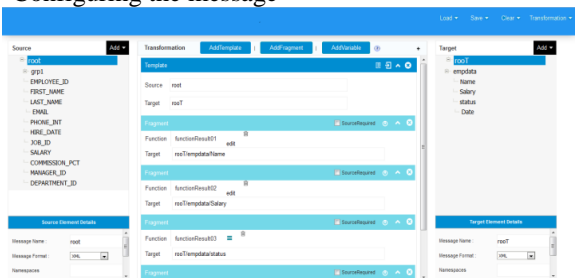 Configuring the message
Load Save Clear Transformation
Source Add
root
grp1
EMPLOYEE_ID
FIRST_NAME
LAST_NAME
EMAIL
PHONE_INT
HIRE_DATE
JOB_ID
SALARY
COMMISSION_PCT
MANAGER_ID
DEPARTMENT_ID
Source Element Details
Message Name : root
Message Format : XML
Namespaces
Transformation AddTemplate : AddFragment : AddVariable
Template
Source root
Target rooT
Fragment SourceRequired
Function functionResult01 edit
Target rooT/empdata/Name
Fragment SourceRequired
Function functionResult02 edit
Target rooT/empdata/Salary
Fragment SourceRequired
Function functionResult03 =
Target rooT/empdata/status
Fragment SourceRequired
Target Add
rooT
empdata
Name
Salary
status
Date
Target Element Details
Message Name : rooT
Message Format : XML
Namespaces